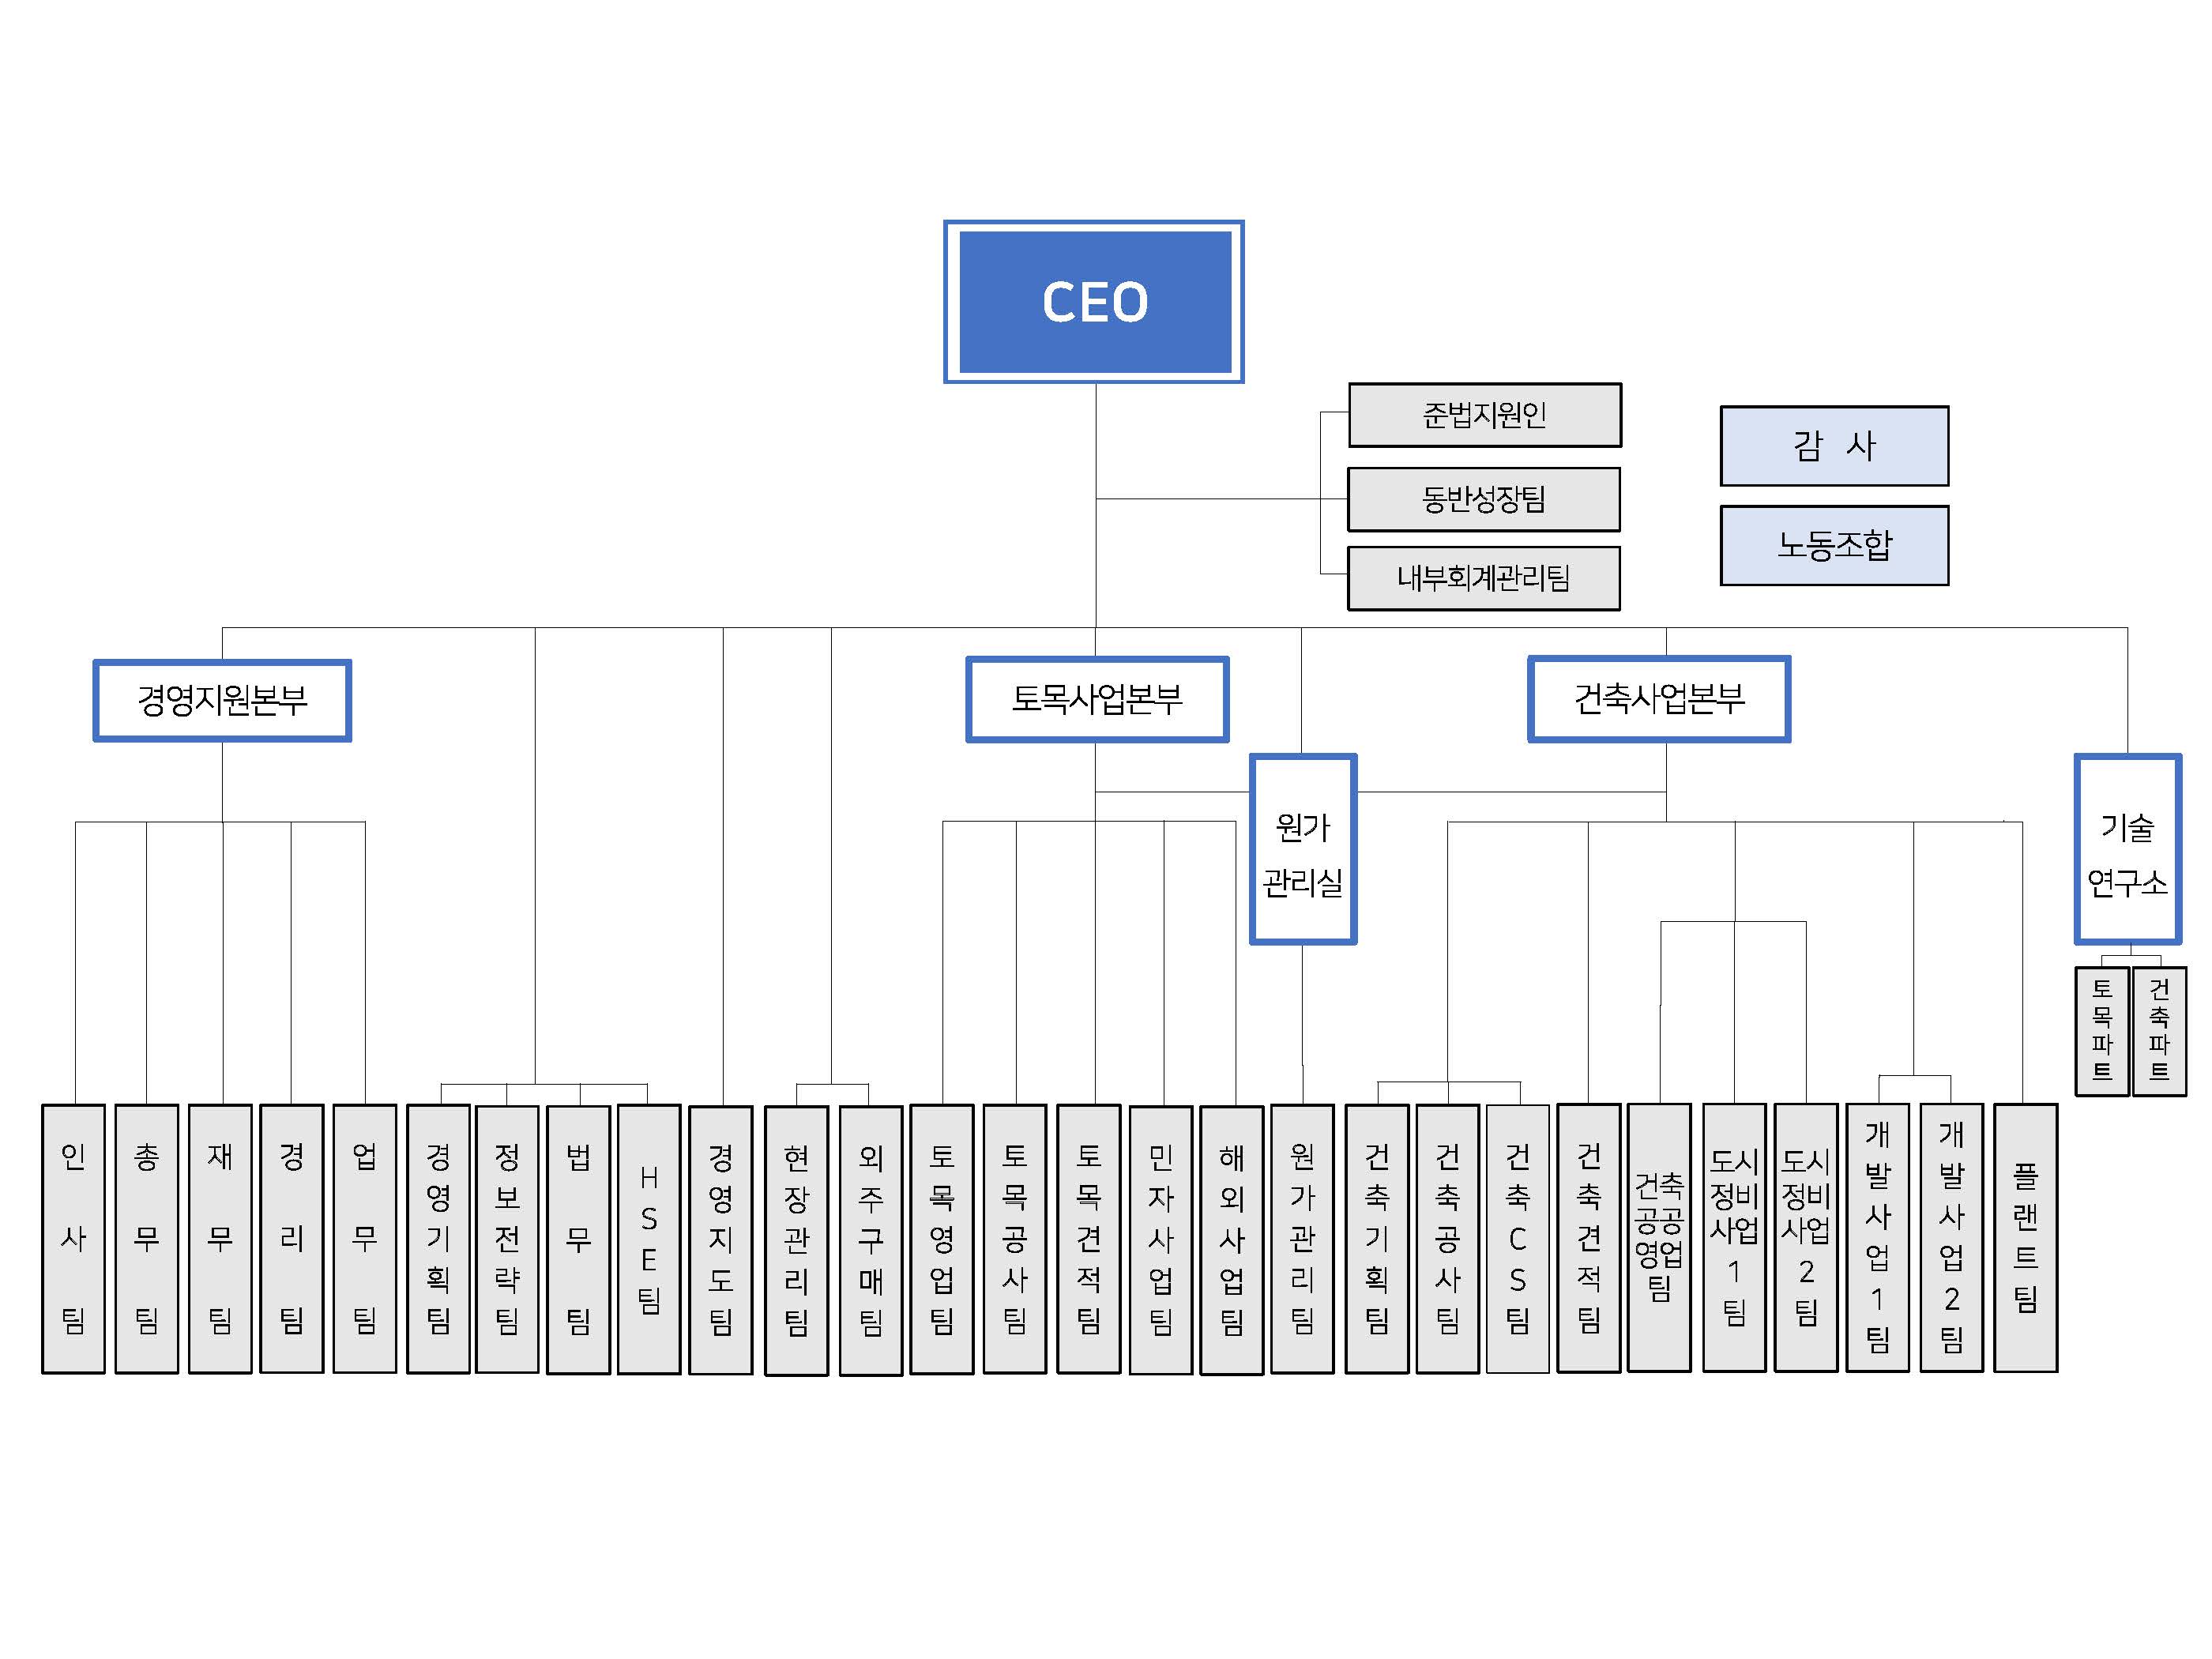 CEO
준법지원인
동반성장팀
내부회계관리팀
감 사
노동조합
경영지원본부
토목사업본부
건축사업본부
원가
관리실
기술
연구소
토목파트
건축파트
인사팀
총무팀
재무팀
경리팀
업무팀
경영기획팀
정보전략팀
법무팀
HSE팀
경영지도팀
현장관리팀
외주구매팀
토목영업팀
토목공사팀
토목견적팀
민자사업팀
해외사업팀
원가관리팀
건축기획팀
건축공사팀
건축CS팀
건축견적팀
건축
공공
영업
팀
도시
정비
사업
1
팀
도시
정비
사업
2
팀
개발사업1팀
개발사업2팀
플랜트팀